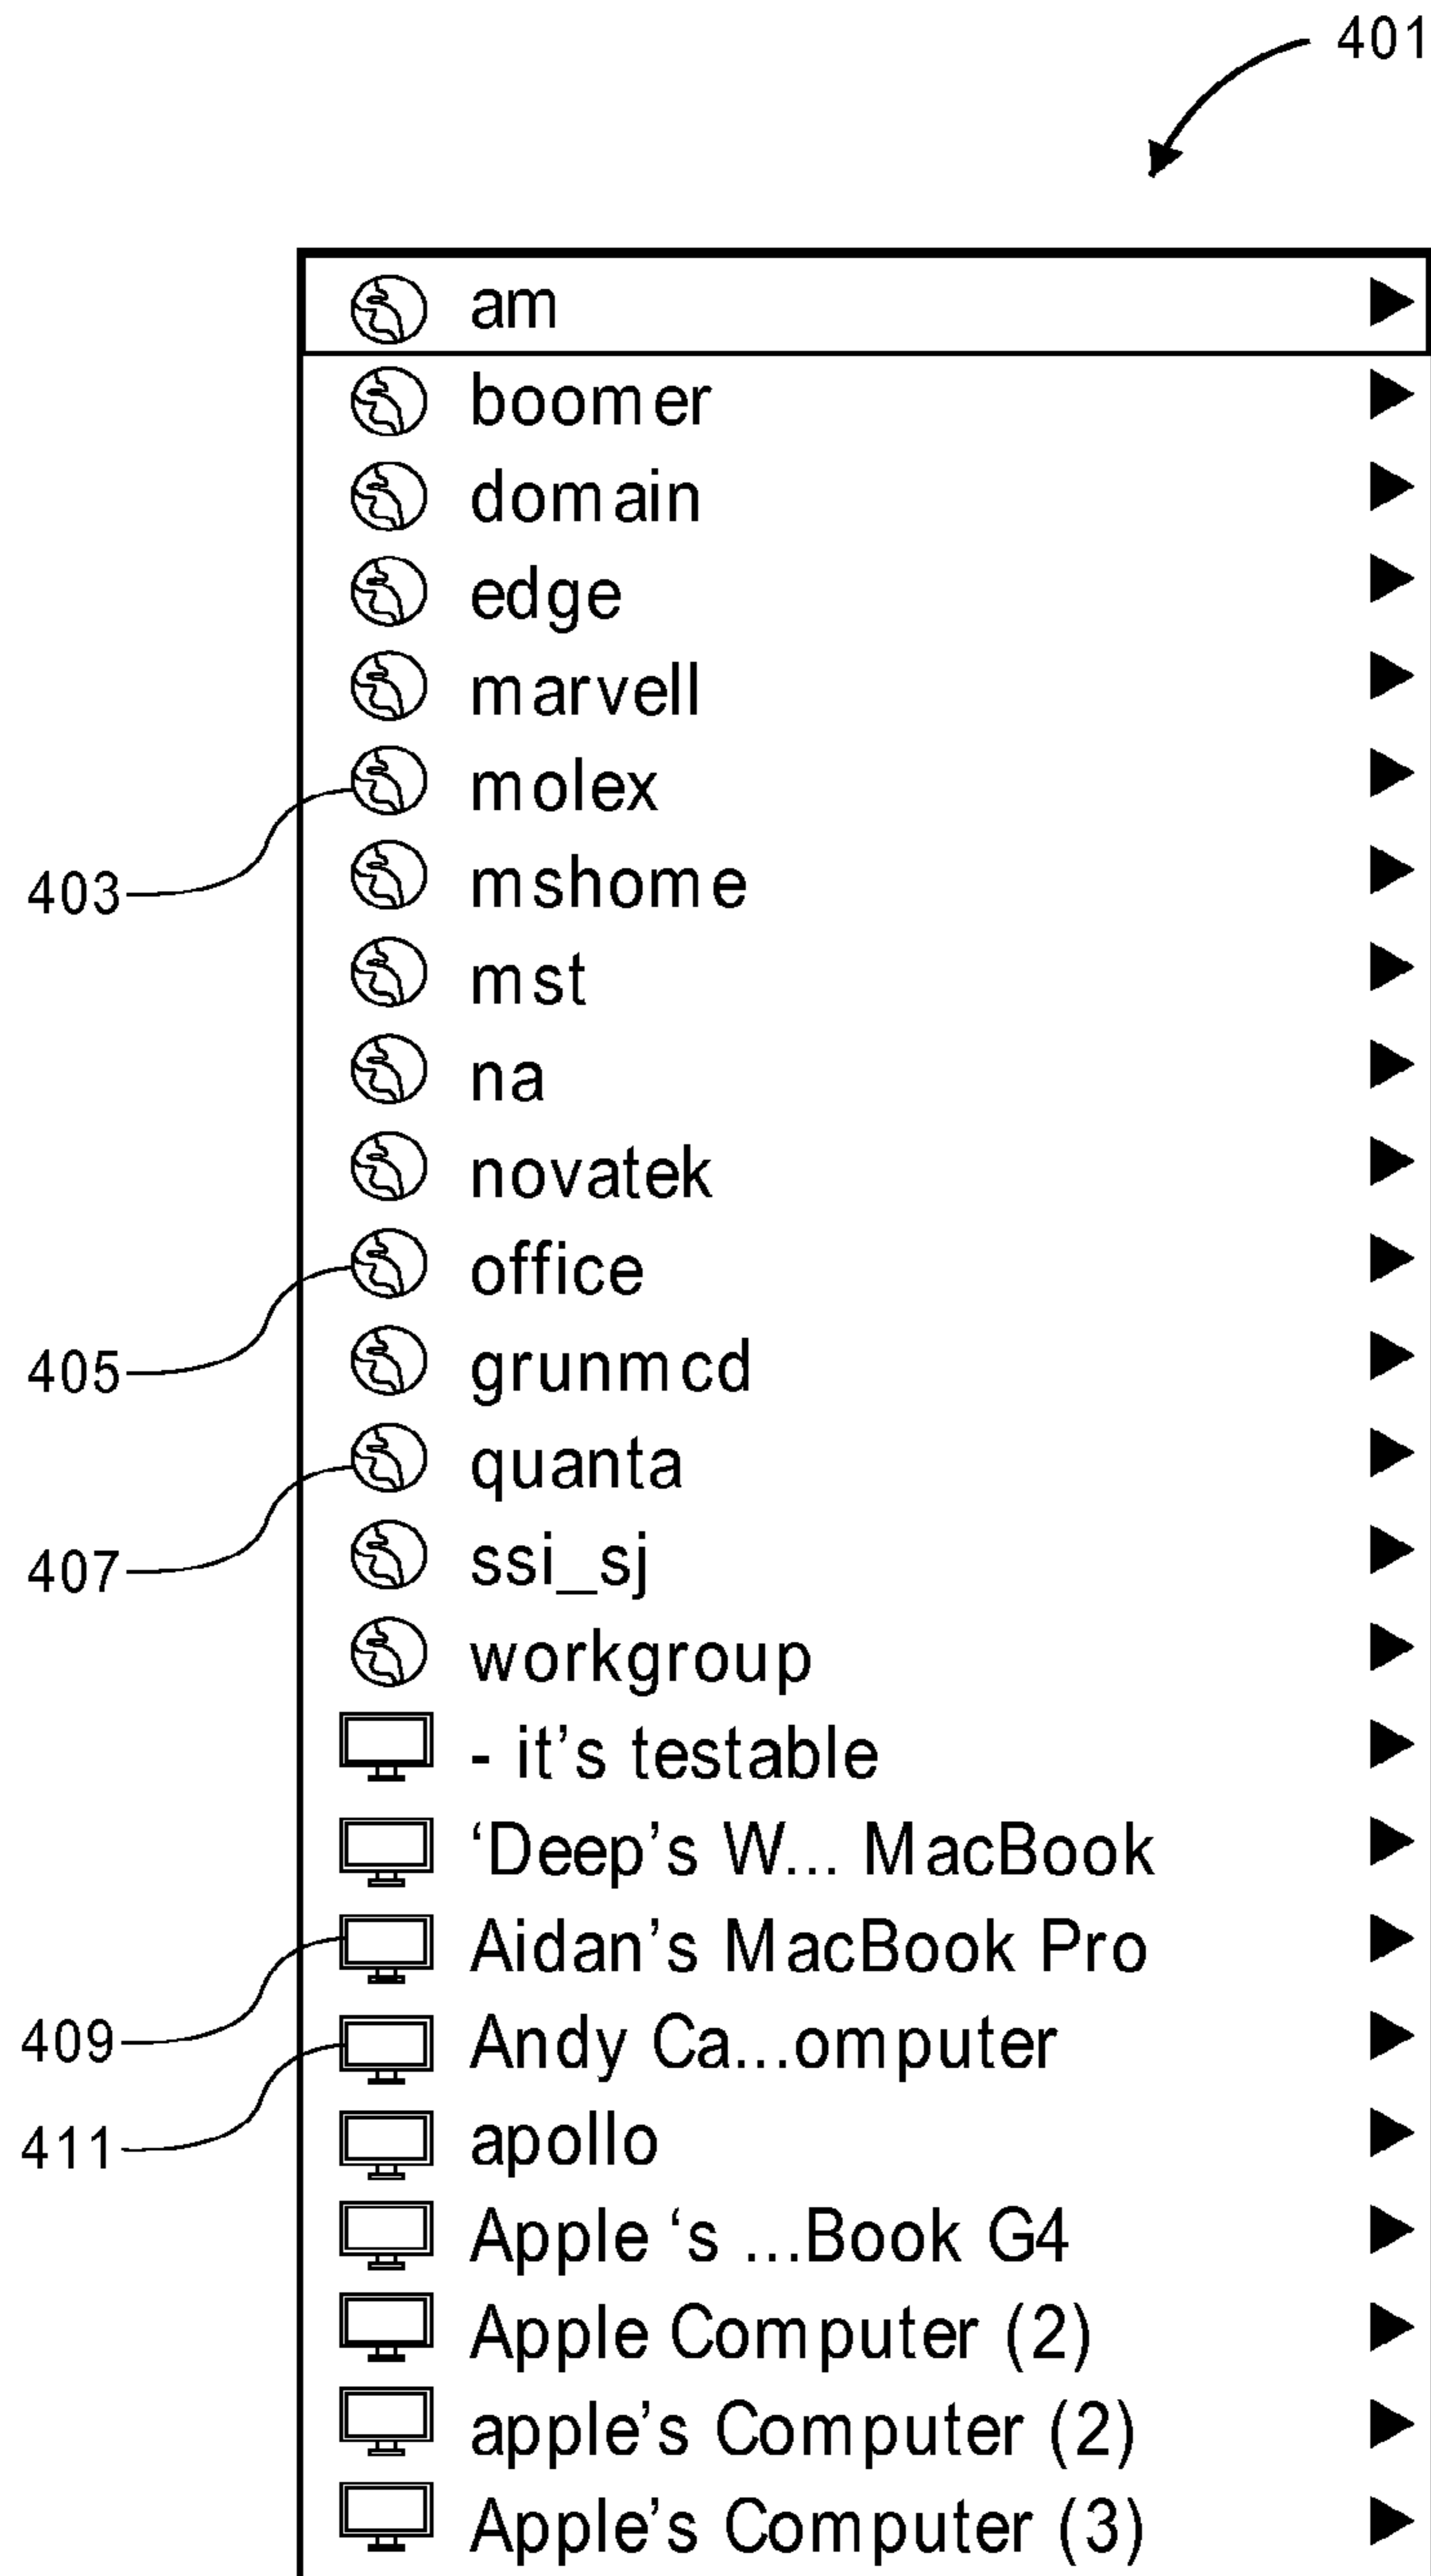 401
am
boomer
domain
edge
marvell
molex
403
mshome
mst
na
novatek
office
405
grunmcd
quanta
407
ssi_sj
workgroup
- it's testable
‘Deep’s W... MacBook
Aidan’s MacBook Pro
409
Andy Ca...omputer
411
apollo
Apple ‘s ...Book G4
Apple Computer (2)
apple’s Computer (2)
Apple’s Computer (3)